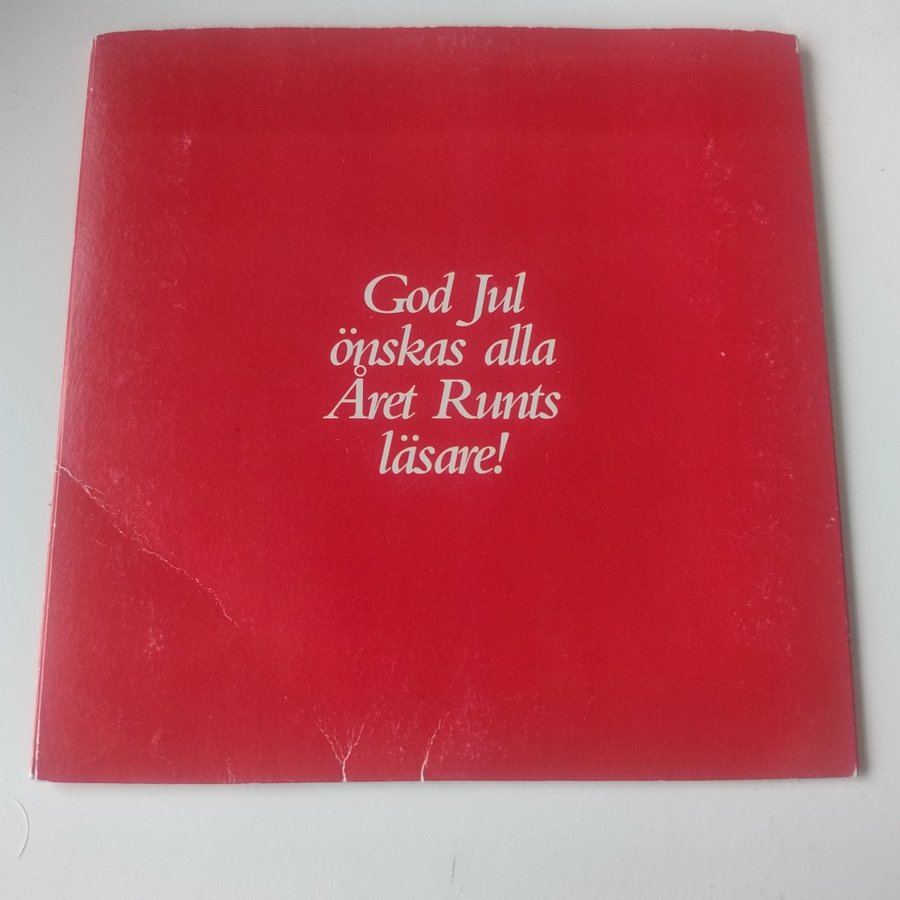 God Jul
önskas alla
Året Runts
läsare!